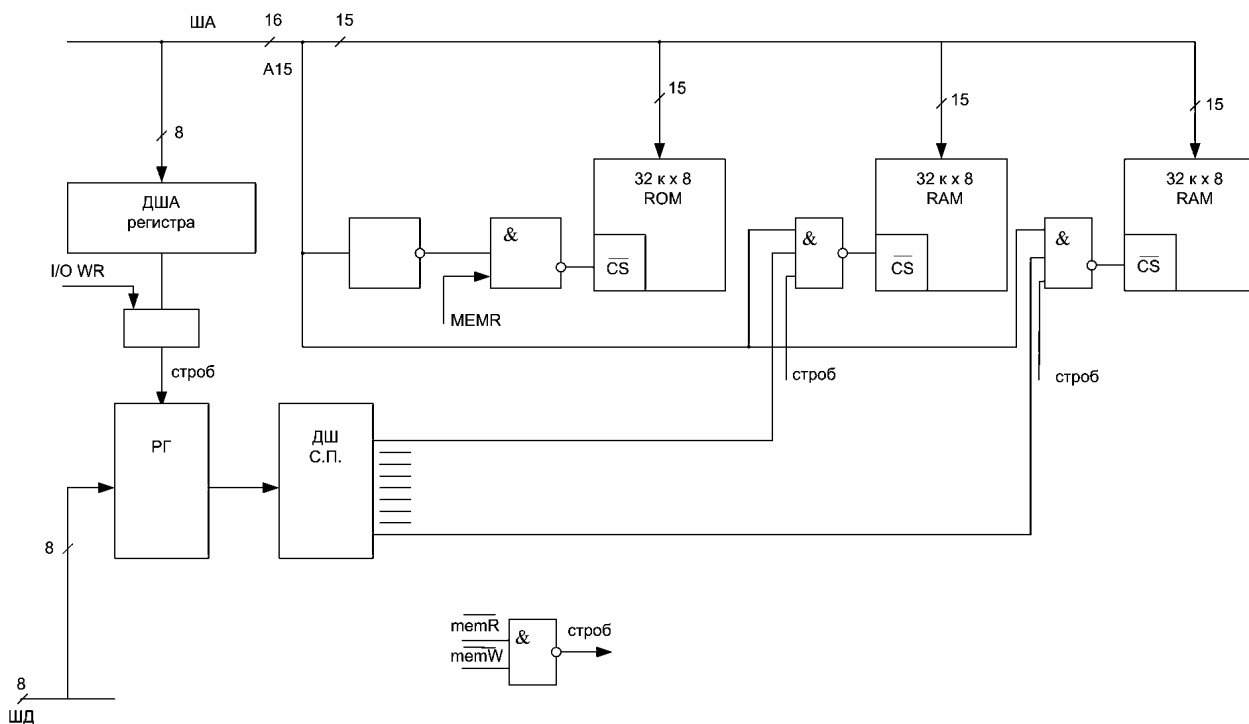 ША
16
15
A15
8
15
15
15
ДША
регистра
32 к x 8
ROM
32 к x 8
RAM
32 к x 8
RAM
&
&
&
CS
CS
CS
I/O WR
MEMR
строб
строб
строб
РГ
ДШ
С.П.
8
memR
memW
&
строб
8
ШД